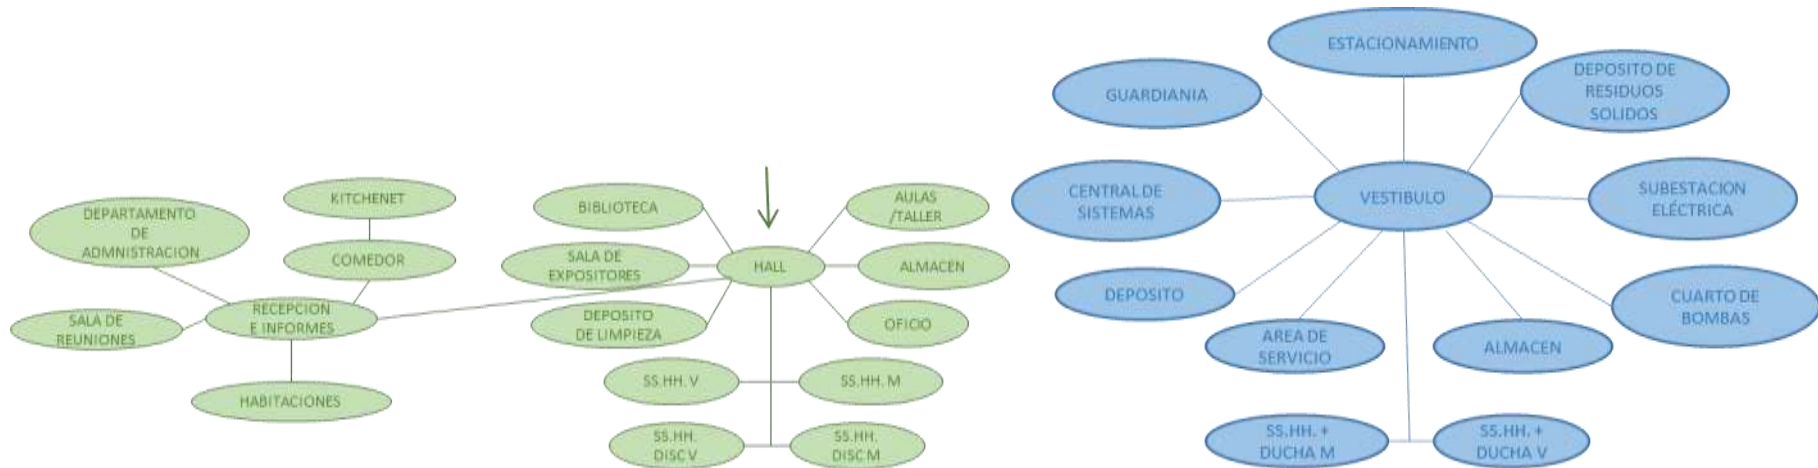 DEPARTAMENTO
DE
ADMNISTRACION
KITCHENET
COMEDOR
SALA DE
REUNIONES
RECEPCION
E INFORMES
HABITACIONES
BIBLIOTECA
AULAS
/TALLER
SALA DE
EXPOSITORES
HALL
ALMACEN
DEPOSITO
DE LIMPIEZA
OFICIO
SS.HH. V
SS.HH. M
SS.HH.
DISC V
SS.HH.
DISC M
ESTACIONAMIENTO
GUARDIANIA
DEPOSITO DE
RESIDUOS
SOLIDOS
CENTRAL DE
SISTEMAS
VESTIBULO
SUBESTACION
ELÉCTRICA
DEPOSITO
CUARTO DE
BOMBAS
AREA DE
SERVICIO
ALMACEN
SS.HH. +
DUCHA M
SS.HH. +
DUCHA V